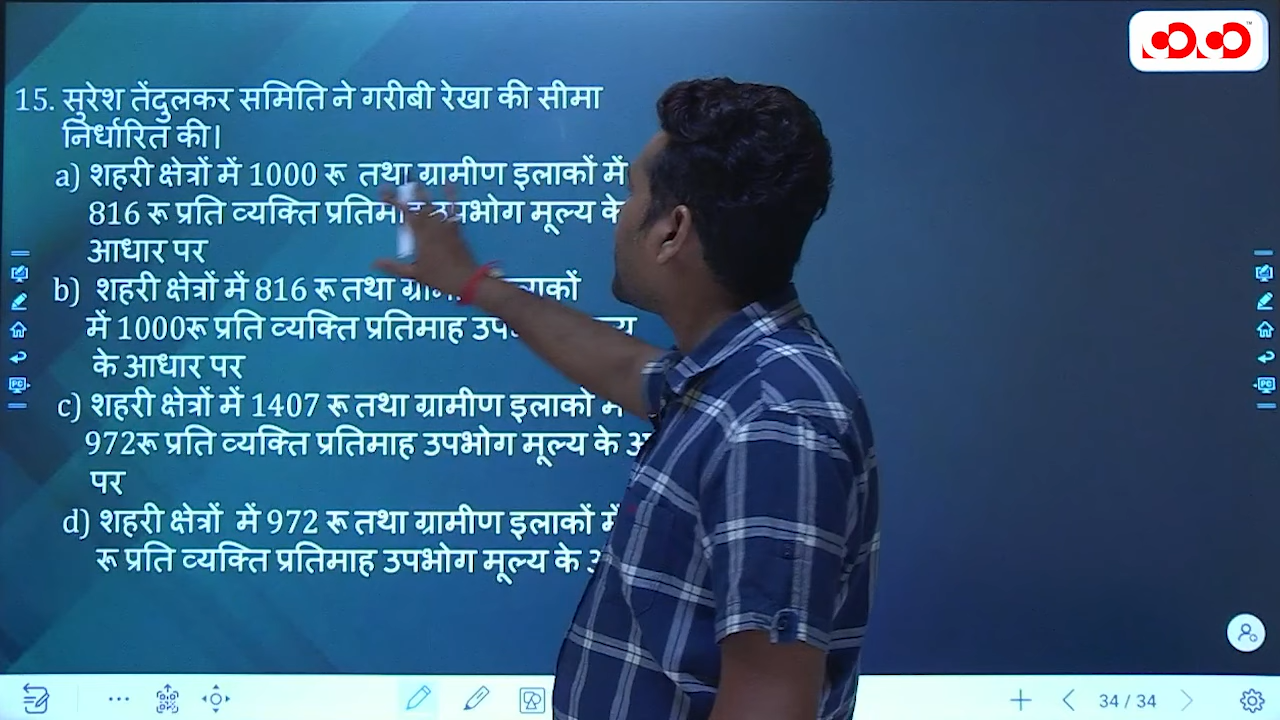 15. सुरेश तेंदुलकर समिति ने गरीबी रेखा की सीमा
निर्धारित की।
a) शहरी क्षेत्रों में 1000 रू तथा ग्रामीण इलाकों में
816 रू प्रति व्यक्ति प्रतिमाह उपभोग मूल्य के
आधार पर
b) शहरी क्षेत्रों में 816 रू तथा
में 1000रू प्रति व्यक्ति प्रतिमाह
के आधार पर
c) शहरी क्षेत्रों में 1407 रू तथा ग्रामीण इलाकों में
972रू प्रति व्यक्ति प्रतिमाह उपभोग मूल्य के
पर
d) शहरी क्षेत्रों में 972 रू तथा ग्रामीण इलाकों में
रू प्रति व्यक्ति प्रतिमाह उपभोग मूल्य के
PC
PC
34 / 34